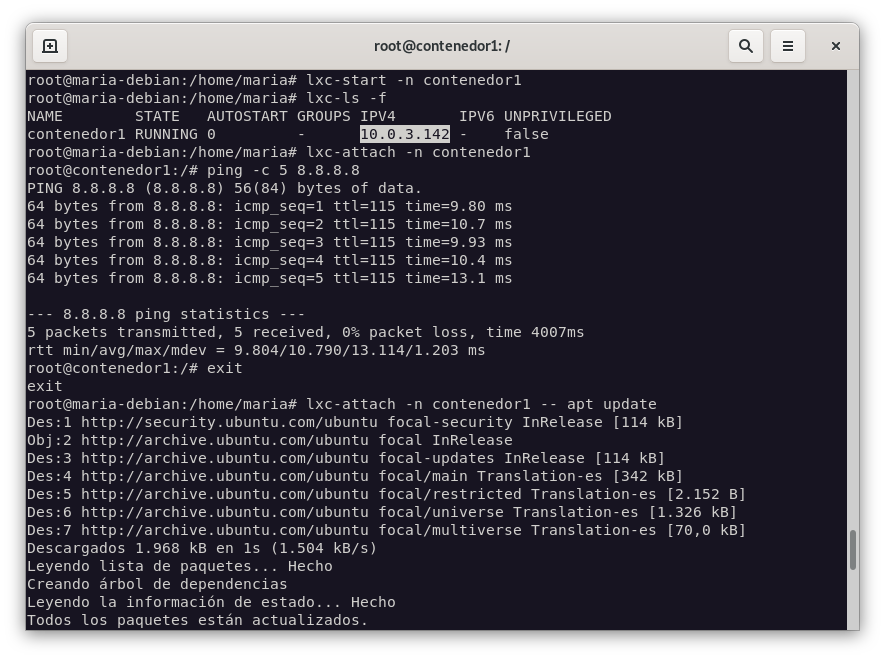 root@contenedor1: /
root@maria-debian:/home/maria# lxc-start -n contenedor1
root@maria-debian:/home/maria# lxc-ls -f
NAME        STATE   AUTOSTART GROUPS IPV4       IPV6 UNPRIVILEGED
contenedor1 RUNNING 0         -      10.0.3.142 -    false
root@maria-debian:/home/maria# lxc-attach -n contenedor1
root@contenedor1:/# ping -c 5 8.8.8.8
PING 8.8.8.8 (8.8.8.8) 56(84) bytes of data.
64 bytes from 8.8.8.8: icmp_seq=1 ttl=115 time=9.80 ms
64 bytes from 8.8.8.8: icmp_seq=2 ttl=115 time=10.7 ms
64 bytes from 8.8.8.8: icmp_seq=3 ttl=115 time=9.93 ms
64 bytes from 8.8.8.8: icmp_seq=4 ttl=115 time=10.4 ms
64 bytes from 8.8.8.8: icmp_seq=5 ttl=115 time=13.1 ms

--- 8.8.8.8 ping statistics ---
5 packets transmitted, 5 received, 0% packet loss, time 4007ms
rtt min/avg/max/mdev = 9.804/10.790/13.114/1.203 ms
root@contenedor1:/# exit
exit
root@maria-debian:/home/maria# lxc-attach -n contenedor1 -- apt update
Des:1 http://security.ubuntu.com/ubuntu focal-security InRelease [114 kB]
Obj:2 http://archive.ubuntu.com/ubuntu focal InRelease
Des:3 http://archive.ubuntu.com/ubuntu focal-updates InRelease [114 kB]
Des:4 http://archive.ubuntu.com/ubuntu focal/main Translation-es [342 kB]
Des:5 http://archive.ubuntu.com/ubuntu focal/restricted Translation-es [2.152 B]
Des:6 http://archive.ubuntu.com/ubuntu focal/universe Translation-es [1.326 kB]
Des:7 http://archive.ubuntu.com/ubuntu focal/multiverse Translation-es [70,0 kB]
Descargados 1.968 kB en 1s (1.504 kB/s)
Leyendo lista de paquetes... Hecho
Creando árbol de dependencias
Leyendo la información de estado... Hecho
Todos los paquetes están actualizados.